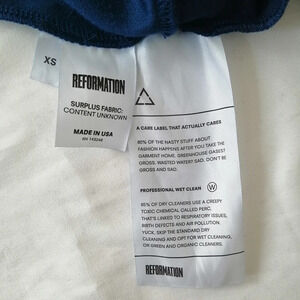 XS
REFORMATION
SURPLUS FABRIC:
CONTENT UNKNOWN
MADE IN USA
A CARE LABEL THAT ACTUALLY CARES
80% OF THE NASTY STUFF ABOUT
FASHION HAPPENS AFTER YOU TAKE THE
GARMENT HOME. GREENHOUSE GASES?
GROSS. WASTED WATER? SAD. DON'T BE
GROSS AND SAD.
PROFESSIONAL WET CLEAN W
85% OF DRY CLEANERS USE A CREEPY
TOXIC CHEMICAL CALLED PERC.
THAT'S LINKED TO RESPIRATORY ISSUES,
BIRTH DEFECTS AND AIR POLLUTION.
YUCK. SKIP THE STANDARD DRY
CLEANING AND OPT FOR WET CLEANING,
OR GREEN AND ORGANIC CLEANERS.
REFORMATION